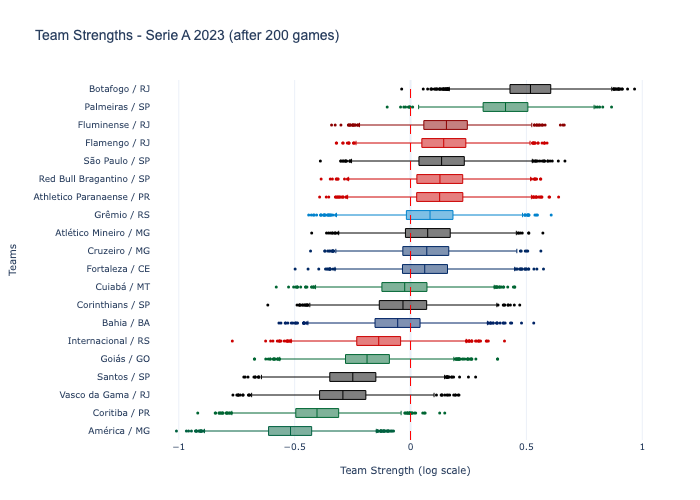 Team Strengths - Serie A 2023 (after 200 games)
Botafogo / RJ
Palmeiras / SP
Fluminense / RJ
Flamengo / RJ
São Paulo / SP
Red Bull Bragantino / SP
Athletico Paranaense / PR
Grêmio / RS
Atlético Mineiro / MG
Cruzeiro / MG
Fortaleza / CE
Cuiabá / MT
Corinthians / SP
Bahia / BA
Internacional / RS
Goiás / GO
Santos / SP
Vasco da Gama / RJ
Coritiba / PR
América / MG
Teams
−1 −0.5 0 0.5 1
Team Strength (log scale)